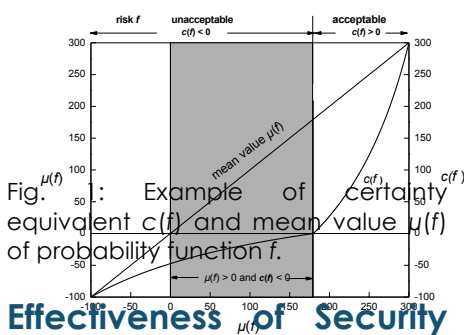 risk f unacceptable acceptable
c(f) < 0 c(f) > 0
300 300
250 250
200 200
150 150
100 100
50 50
0 0
-50 -50
-100 -100
mean value μ(f)
μ(f) c(f) c(f)
Fig. 1: Example of certainty
equivalent c(f) and mean value μ(f)
of probability function f.
μ(f) > 0 and c(f) < 0
-100 -50 0 50 100 150 200 250 300
μ(f)
Effectiveness of Security